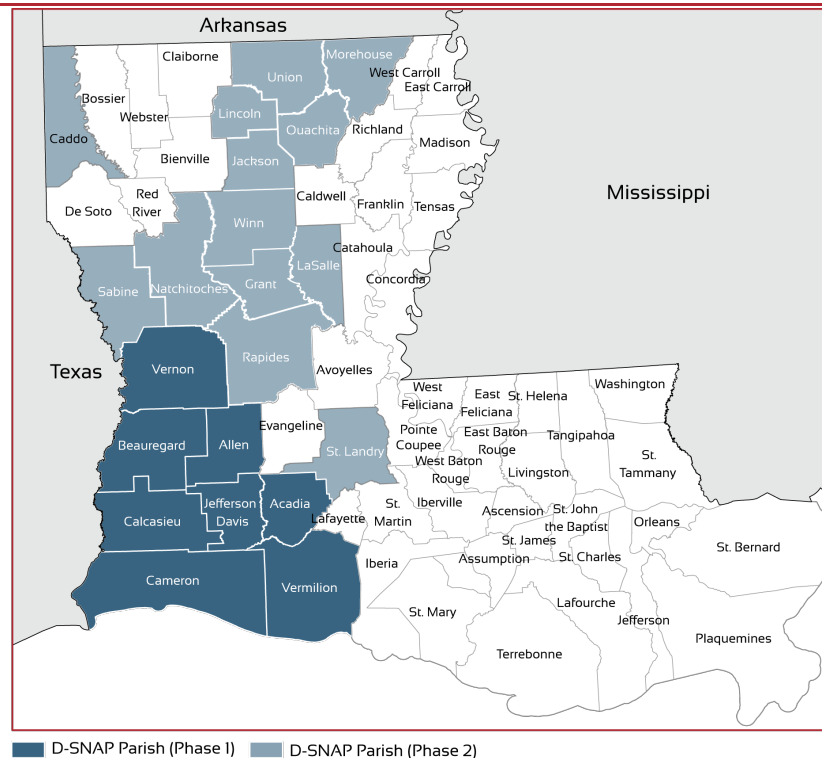 Arkansas
Claiborne
Morehouse
Union
West Carroll
East Carroll
Bossier
Webster
Lincoln
Ouachita
Richland
Caddo
Madison
Bienville
Jackson
Red
River
Caldwell
Franklin
Tensas
Mississippi
De Soto
Winn
Catahoula
LaSalle
Concordia
Sabine
Natchitoches
Grant
Texas
Vernon
Rapides
Avoyelles
West
Feliciana
East
Feliciana
St. Helena
Washington
Evangeline
Pointe
Coupee
East Baton
Rouge
Tangipahoa
Beauregard
Allen
St. Landry
West Baton
Rouge
Livingston
St.
Tammany
Calcasieu
Jefferson
Davis
Acadia
Lafayette
St.
Martin
Iberville
Ascension
St. John
the Baptist
Orleans
St. James
St. Bernard
Cameron
Vermilion
Iberia
Assumption
St. Charles
St. Mary
Lafourche
Jefferson
Plaquemines
Terrebonne
D-SNAP Parish (Phase 1)
D-SNAP Parish (Phase 2)